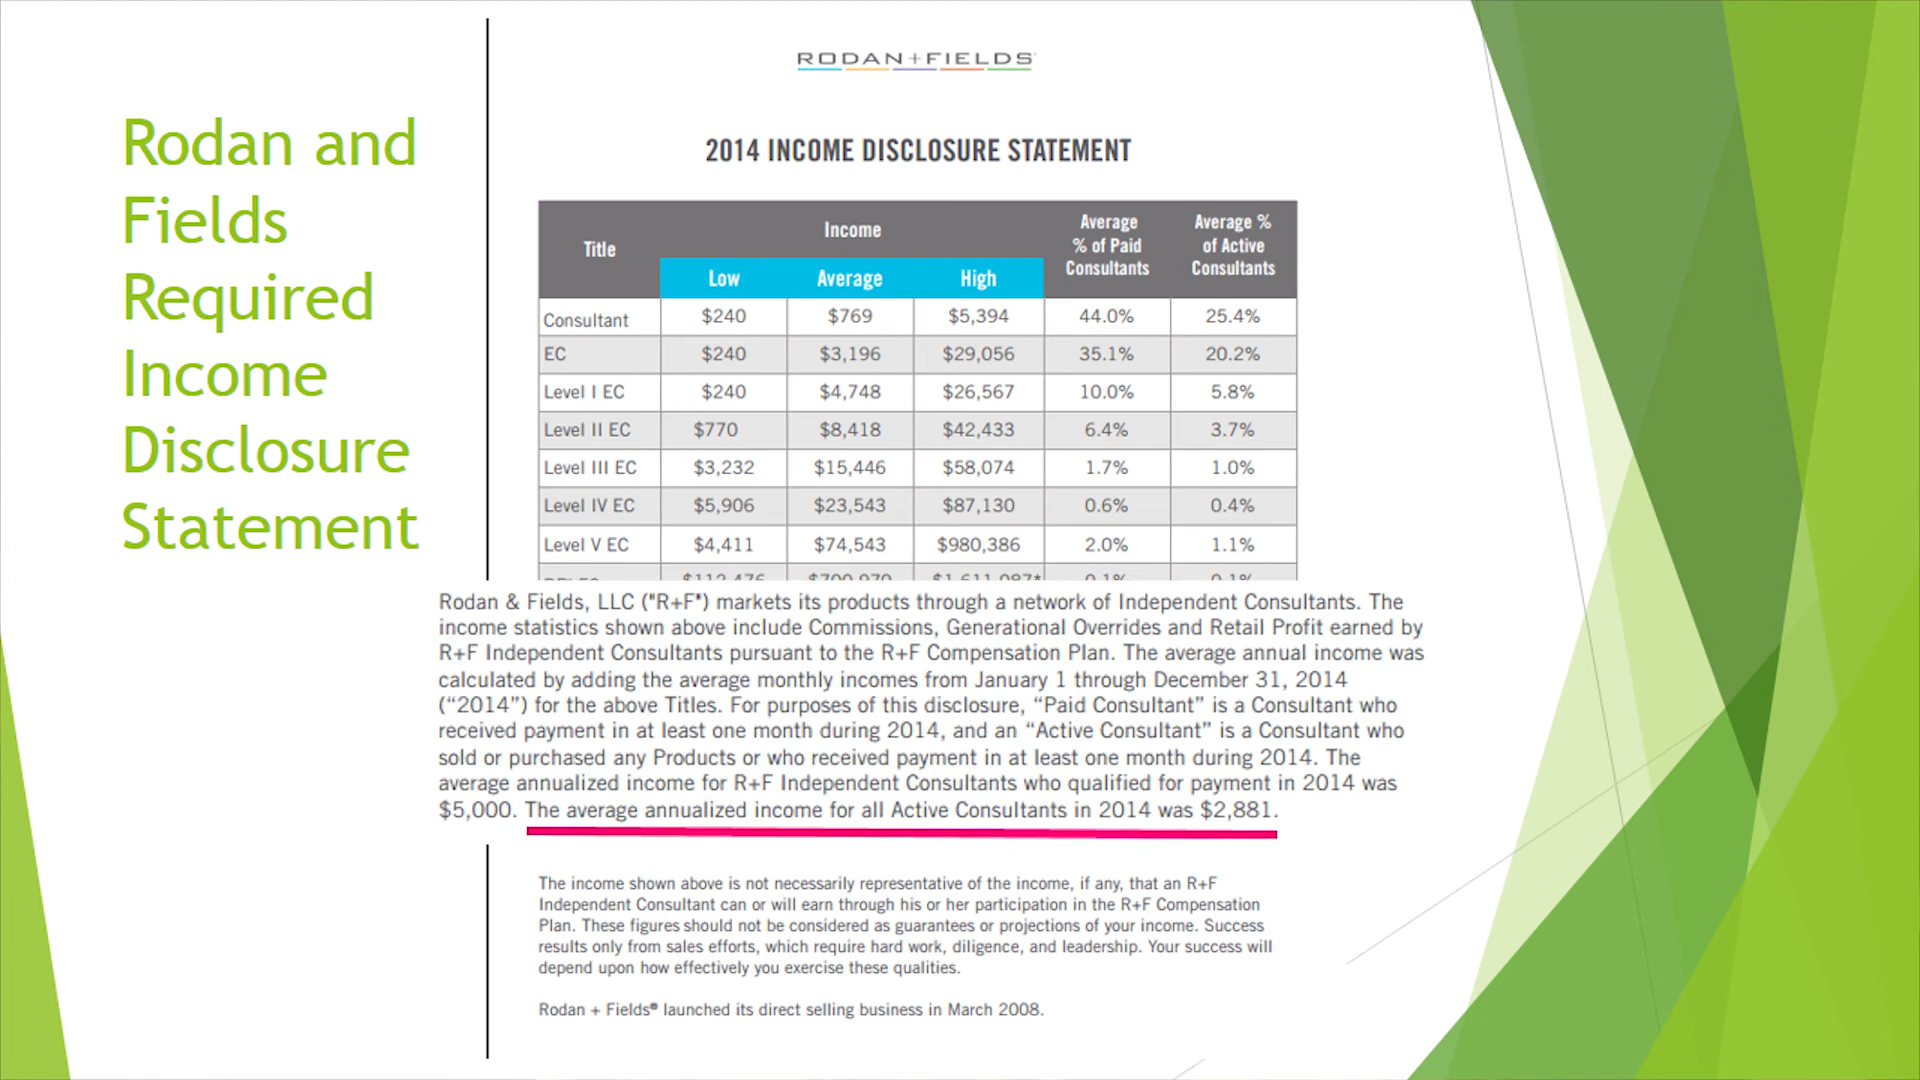 Rodan and
Fields
Required
Income
Disclosure
Statement
RODAN+FIELDS
2014 INCOME DISCLOSURE STATEMENT
Title Income Average % of Paid Consultants Average % of Active Consultants
Low Average High
Consultant $240 $769 $5,394 44.0% 25.4%
EC $240 $3,196 $29,056 35.1% 20.2%
Level I EC $240 $4,748 $26,567 10.0% 5.8%
Level II EC $770 $8,418 $42,433 6.4% 3.7%
Level III EC $3,232 $15,446 $58,074 1.7% 1.0%
Level IV EC $5,906 $23,543 $87,130 0.6% 0.4%
Level V EC $4,411 $74,543 $980,386 2.0% 1.1%
Rodan & Fields, LLC ("R+F") markets its products through a network of Independent Consultants. The
income statistics shown above include Commissions, Generational Overrides and Retail Profit earned by
R+F Independent Consultants pursuant to the R+F Compensation Plan. The average annual income was
calculated by adding the average monthly incomes from January 1 through December 31, 2014
(“2014”) for the above Titles. For purposes of this disclosure, “Paid Consultant” is a Consultant who
received payment in at least one month during 2014, and an “Active Consultant” is a Consultant who
sold or purchased any Products or who received payment in at least one month during 2014. The
average annualized income for R+F Independent Consultants who qualified for payment in 2014 was
$5,000. The average annualized income for all Active Consultants in 2014 was $2,881.
The income shown above is not necessarily representative of the income, if any, that an R+F
Independent Consultant can or will earn through his or her participation in the R+F Compensation
Plan. These figures should not be considered as guarantees or projections of your income. Success
results only from sales efforts, which require hard work, diligence, and leadership. Your success will
depend upon how effectively you exercise these qualities.
Rodan + Fields® launched its direct selling business in March 2008.